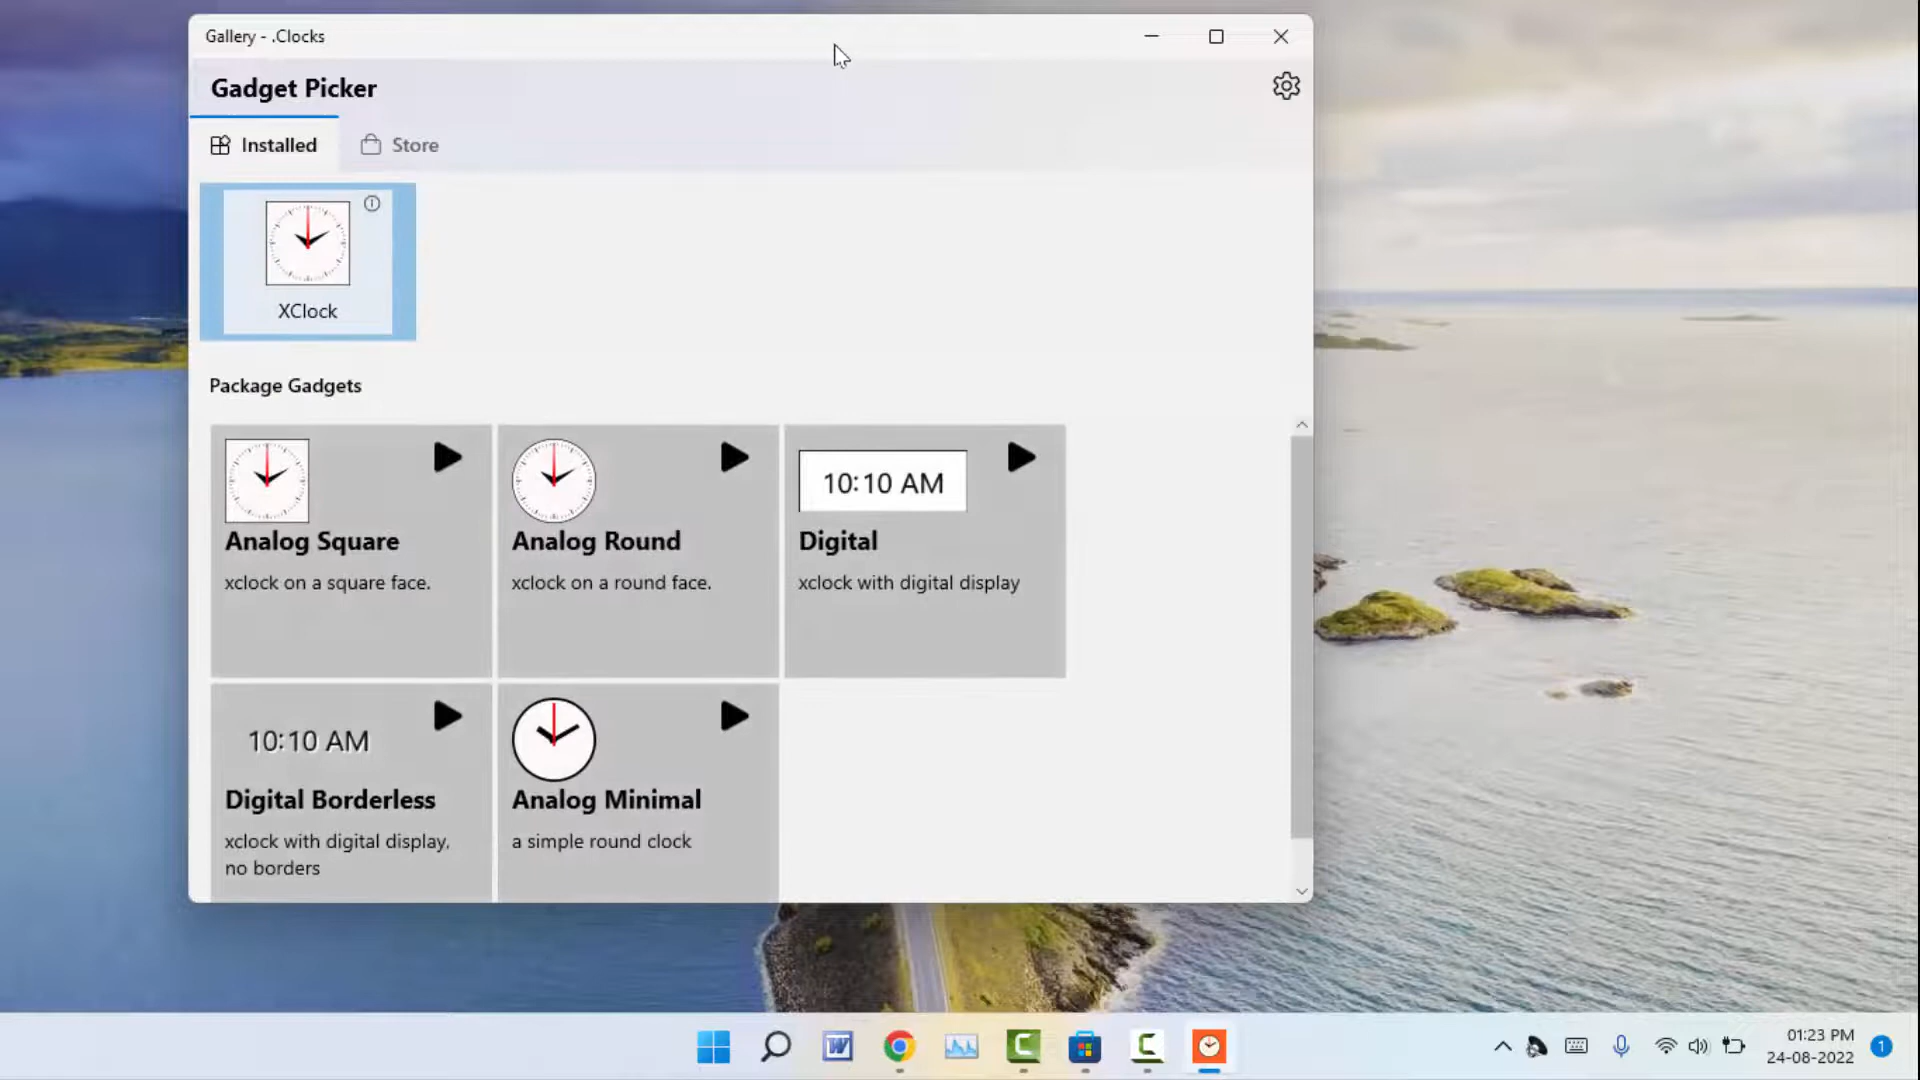 Gallery - .Clocks
Gadget Picker
Installed
Store
XClock
Package Gadgets
10:10 AM
Analog Square
Analog Round
Digital
xclock on a square face.
xclock on a round face.
xclock with digital display
10:10 AM
Digital Borderless
Analog Minimal
xclock with digital display,
no borders
a simple round clock
W
C
C
01:23 PM
24-08-2022
1